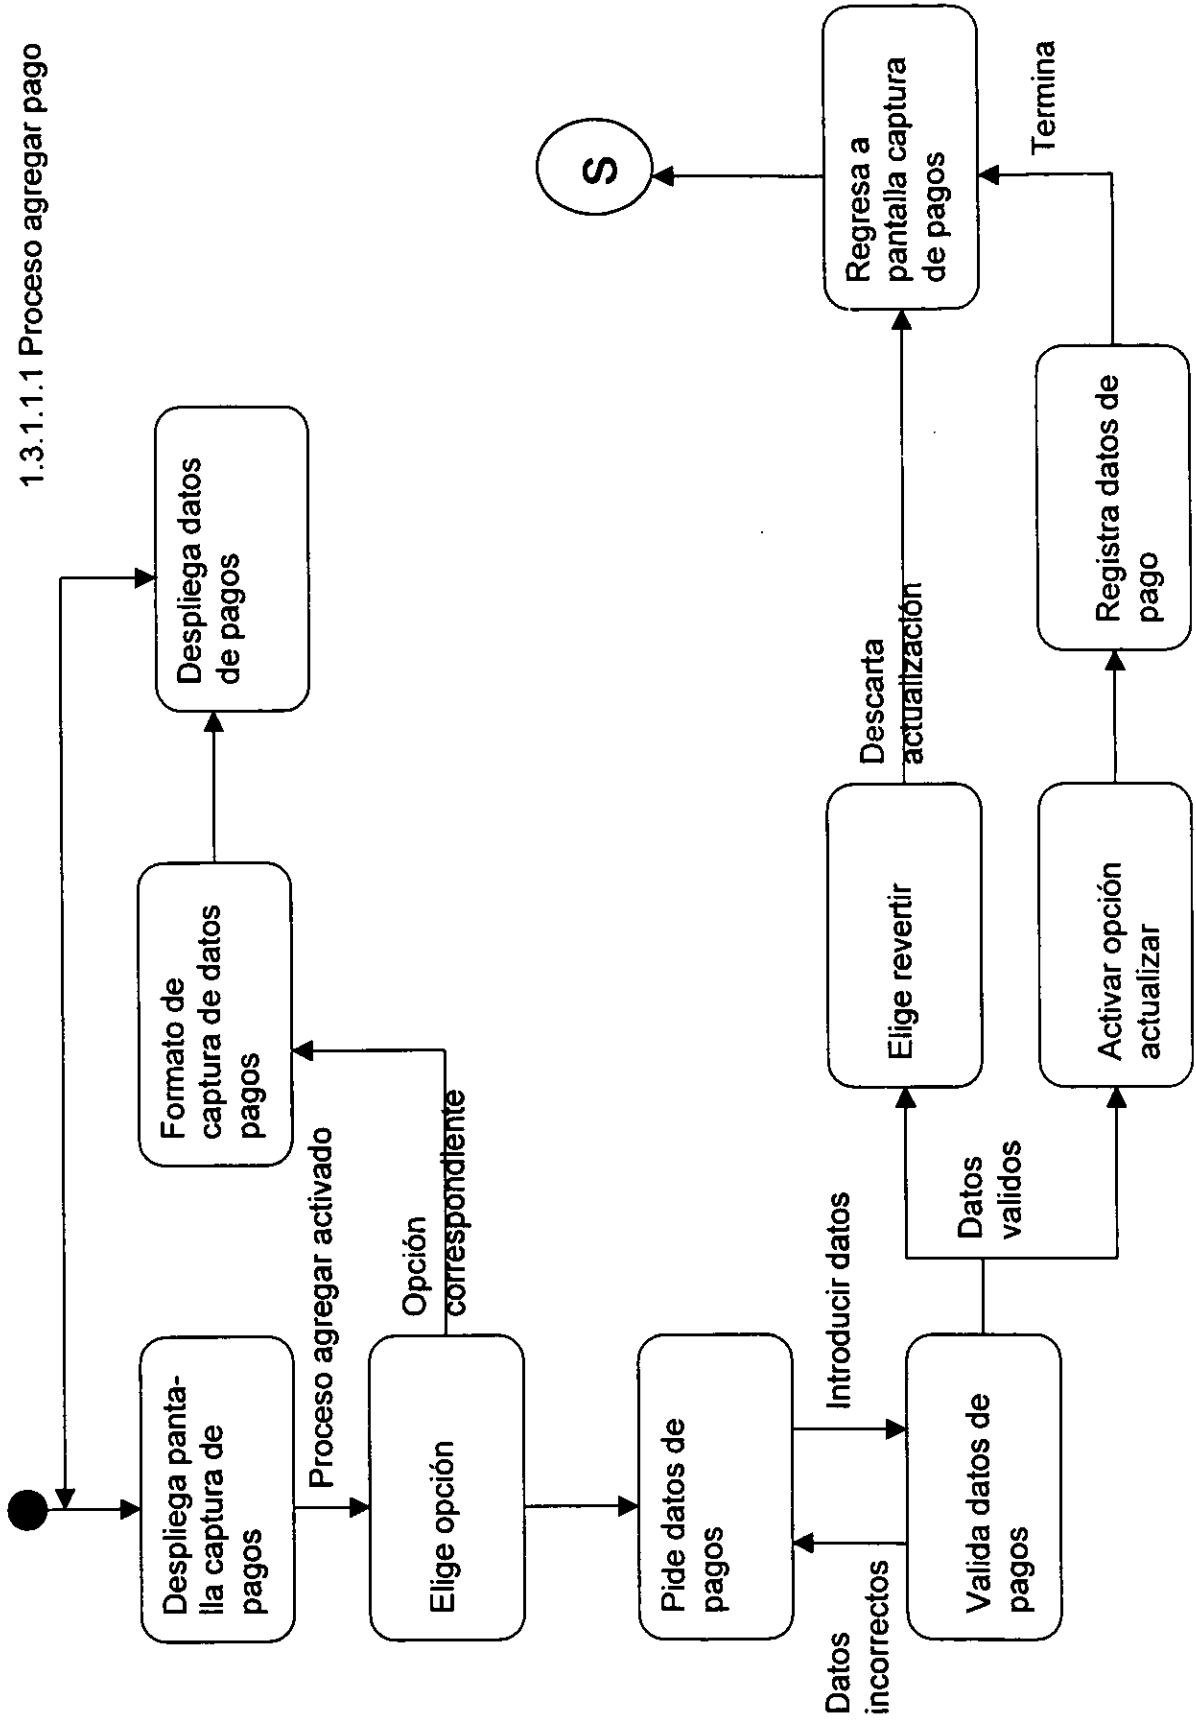 1.3.1.1.1 Proceso agregar pago
Despliega panta-
lla captura de
pagos
Proceso agregar activado
Elige opción
Opción
correspondiente
Formato de
captura de datos
pagos
Despliega datos
de pagos
Pide datos de
pagos
Introducir datos
Datos
incorrectos
Valida datos de
pagos
Datos
validos
Elige revertir
Descarta
actualización
Activar opción
actualizar
Registra datos de
pago
Termina
Regresa a
pantalla captura
de pagos
S